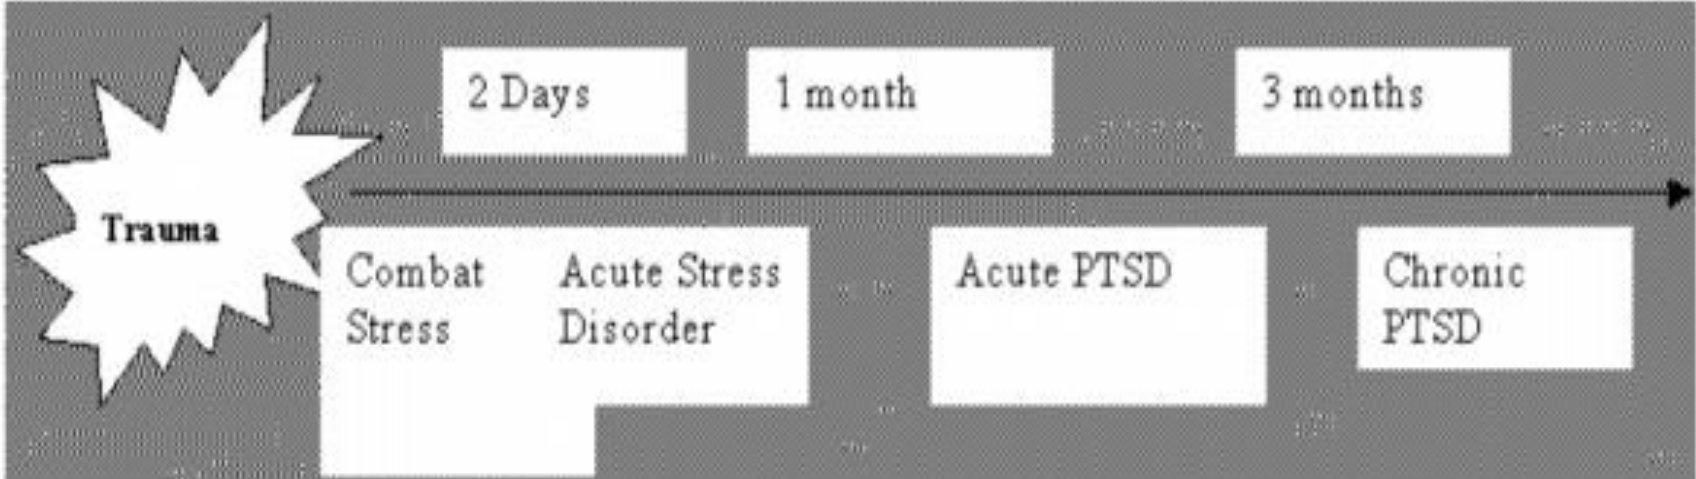 2 Days
1 month
3 months
Trauma
Combat
Stress
Acute Stress
Disorder
Acute PTSD
Chronic
PTSD